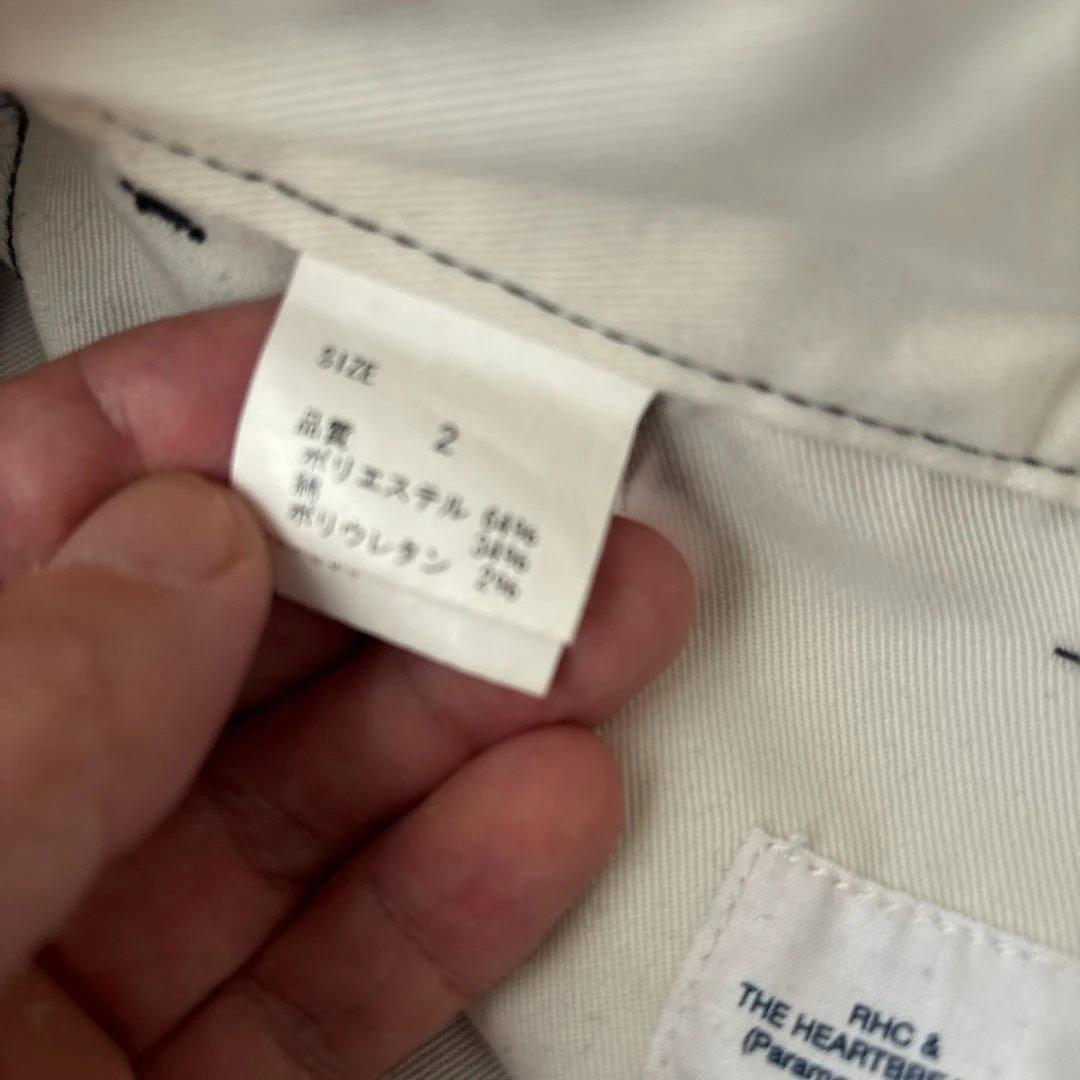 SIZE
2
品質
ポリエステル 64%
綿 34%
ポリウレタン 2%
RHC &
THE HEARTBRE
(Param